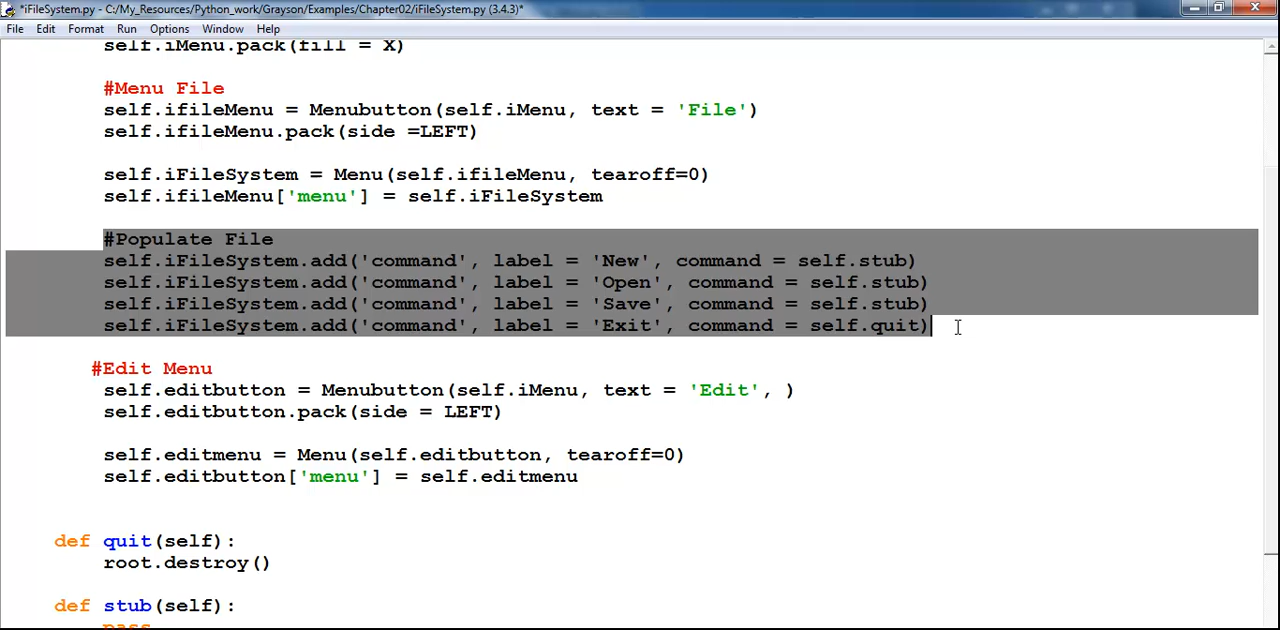 *iFileSystem.py - C:/My_Resources/Python_work/Grayson/Examples/Chapter02/iFileSystem.py (3.4.3)*
File Edit Format Run Options Window Help
self.iMenu.pack(fill = X)
#Menu File
self.ifileMenu = Menubutton(self.iMenu, text = 'File')
self.ifileMenu.pack(side =LEFT)
self.iFileSystem = Menu(self.ifileMenu, tearoff=0)
self.ifileMenu['menu'] = self.iFileSystem
#Populate File
self.iFileSystem.add('command', label = 'New', command = self.stub)
self.iFileSystem.add('command', label = 'Open', command = self.stub)
self.iFileSystem.add('command', label = 'Save', command = self.stub)
self.iFileSystem.add('command', label = 'Exit', command = self.quit)
#Edit Menu
self.editbutton = Menubutton(self.iMenu, text = 'Edit', )
self.editbutton.pack(side = LEFT)
self.editmenu = Menu(self.editbutton, tearoff=0)
self.editbutton['menu'] = self.editmenu
def quit(self):
root.destroy()
def stub(self):
pass